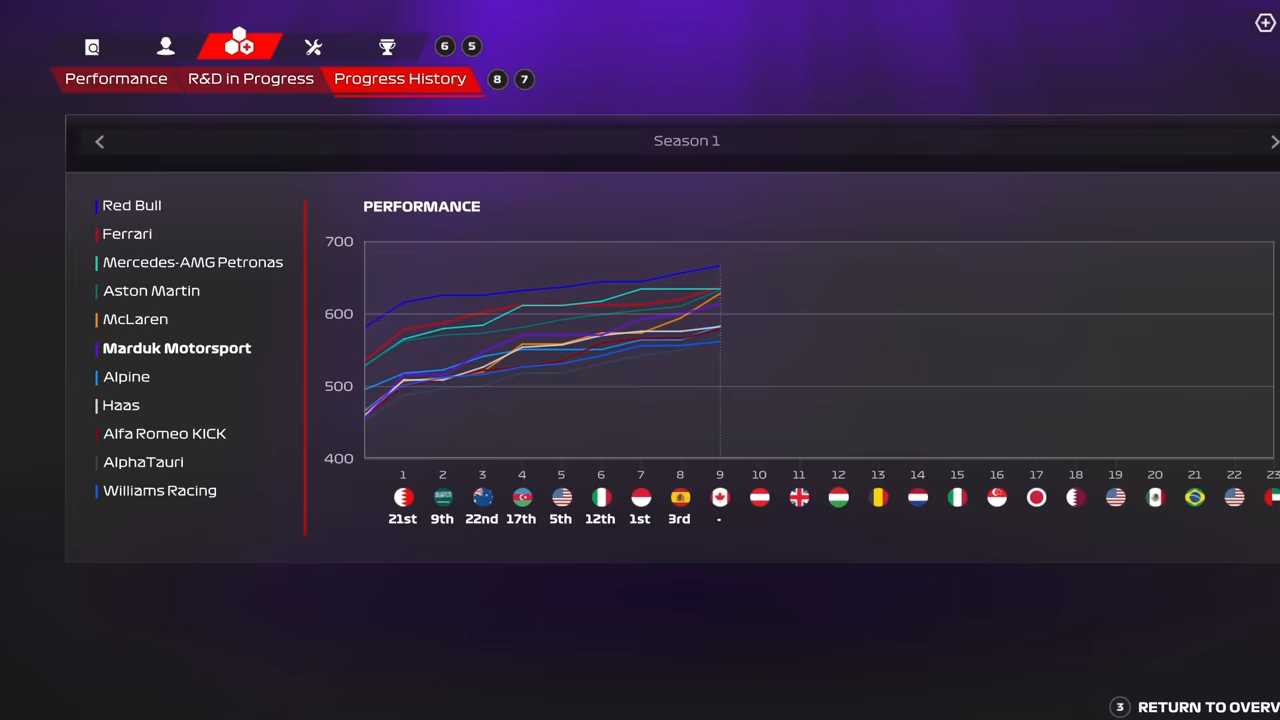 6 5
Performance R&D in Progress Progress History 8 7
Season 1
Red Bull
Ferrari
Mercedes-AMG Petronas
Aston Martin
McLaren
Marduk Motorsport
Alpine
Haas
Alfa Romeo KICK
AlphaTauri
Williams Racing
PERFORMANCE
700
600
500
400
1 2 3 4 5 6 7 8 9 10 11 12 13 14 15 16 17 18 19 20 21 22 23
21st 9th 22nd 17th 5th 12th 1st 3rd -
3 RETURN TO OVERV